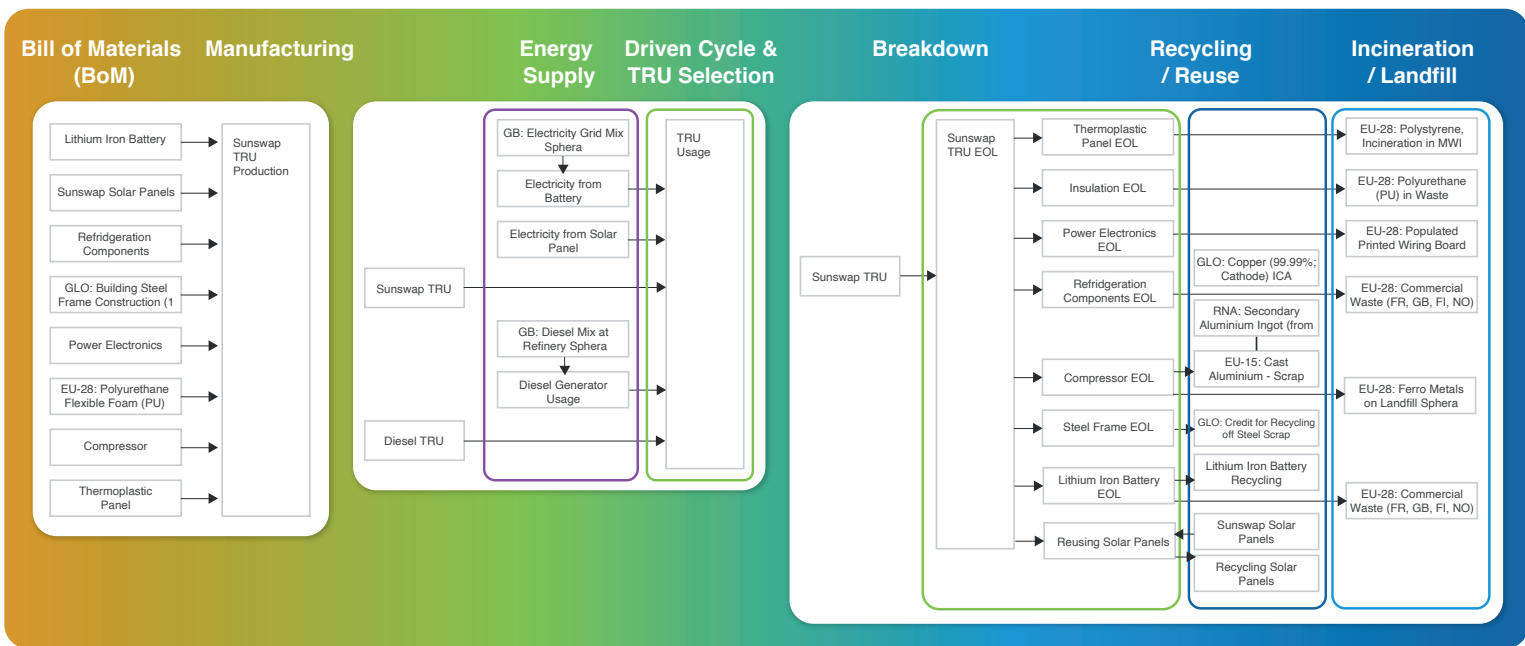 Bill of Materials
(BoM)
Manufacturing
Energy
Supply
Driven Cycle &
TRU Selection
Breakdown
Recycling
/ Reuse
Incineration
/ Landfill
Lithium Iron Battery
Sunswap Solar Panels
Refridgeration
Components
GLO: Building Steel
Frame Construction (1
Power Electronics
EU-28: Polyurethane
Flexible Foam (PU)
Compressor
Thermoplastic
Panel
Sunswap
TRU
Production
Sunswap TRU
Diesel TRU
GB: Electricity Grid Mix
Sphera
Electricity from
Battery
Electricity from Solar
Panel
GB: Diesel Mix at
Refinery Sphera
Diesel Generator
Usage
TRU
Usage
Sunswap TRU
Sunswap
TRU EOL
Thermoplastic
Panel EOL
Insulation EOL
Power Electronics
EOL
Refridgeration
Components EOL
Compressor EOL
Steel Frame EOL
Lithium Iron Battery
EOL
Reusing Solar Panels
GLO: Copper (99.99%;
Cathode) ICA
RNA: Secondary
Aluminium Ingot (from
EU-15: Cast
Aluminium - Scrap
GLO: Credit for Recycling
off Steel Scrap
Lithium Iron Battery
Recycling
Sunswap Solar
Panels
Recycling Solar
Panels
EU-28: Polystyrene,
Incineration in MWI
EU-28: Polyurethane
(PU) in Waste
EU-28: Populated
Printed Wiring Board
EU-28: Commercial
Waste (FR, GB, FI, NO)
EU-28: Ferro Metals
on Landfill Sphera
EU-28: Commercial
Waste (FR, GB, FI, NO)